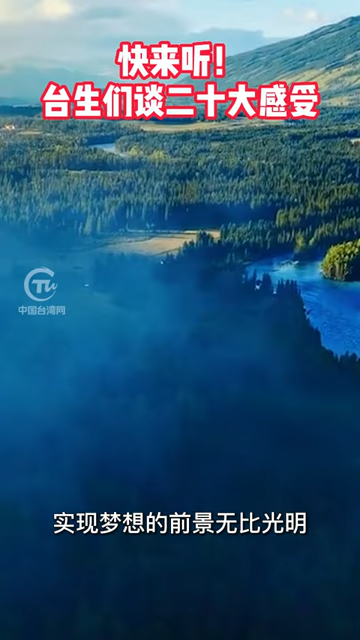 快来听！
台生们谈二十大感受
中国台湾网
实现梦想的前景无比光明